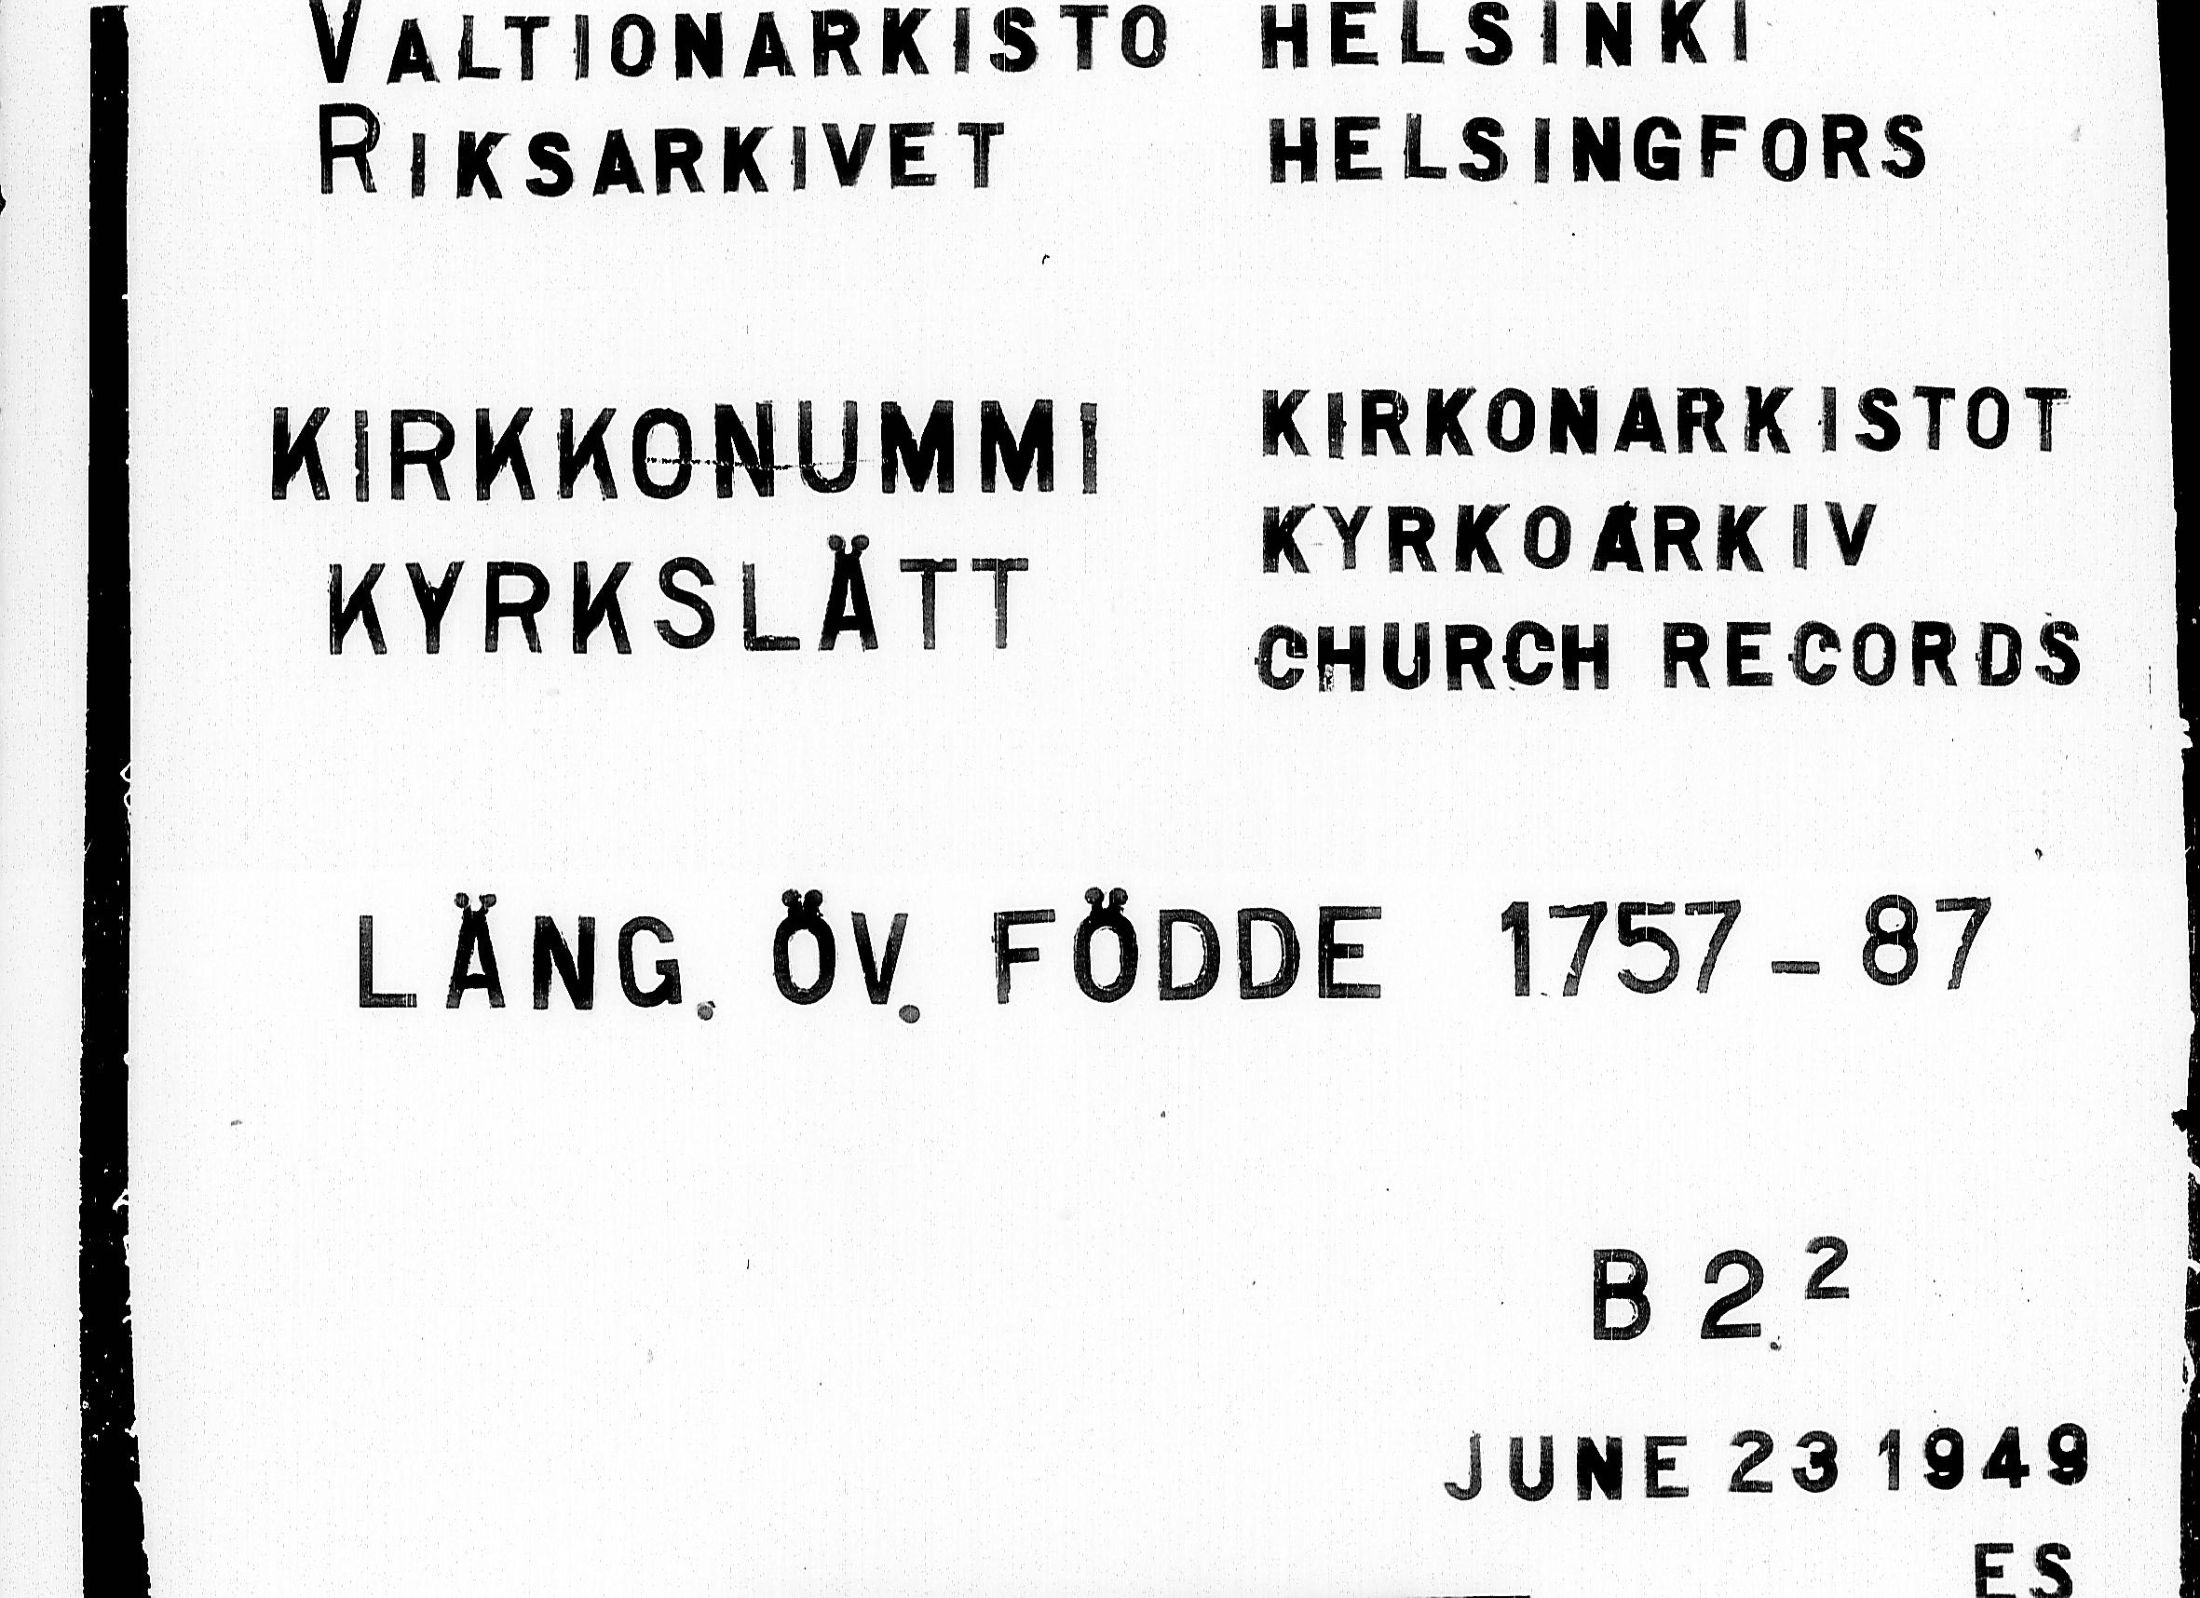 VALTIONARKISTO HELSINKI
RIKSARKIVET HELSINGFORS
KIRKKONUMMI
KYRKSLÄTT
KIRKONARKISTOT
KYRKOARKIV
CHURCH RECORDS
LÄNG. ÖV. FÖDDE 1757-87
B 2.²
JUNE 23 1949
ES